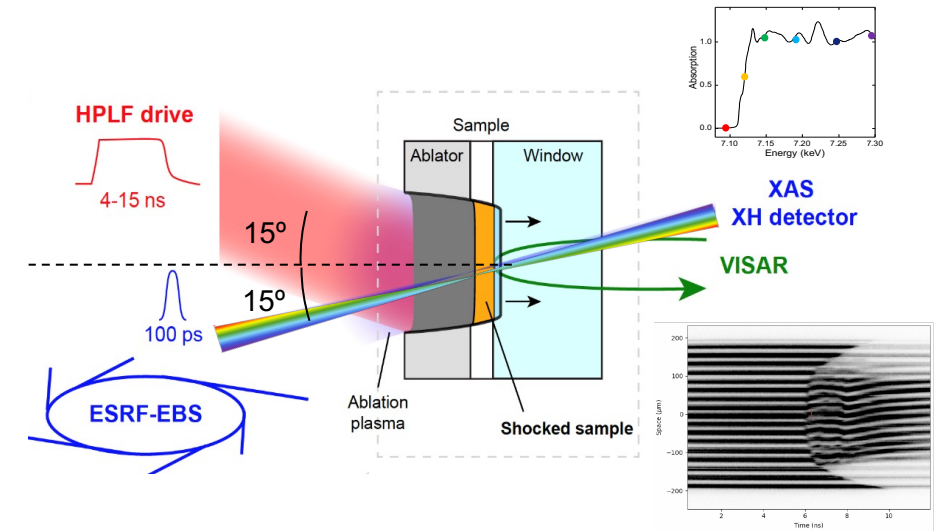 HPLF drive
4-15 ns
15º
15º
100 ps
ESRF-EBS
Sample
Ablator
Window
Ablation
plasma
Shocked sample
XAS
XH detector
VISAR
Absorption
1.0
0.5
0.0
7.10
7.15
7.20
7.25
7.30
Energy (keV)
Space (μm)
200
100
0
−100
−200
2
4
6
8
10
Time (ns)